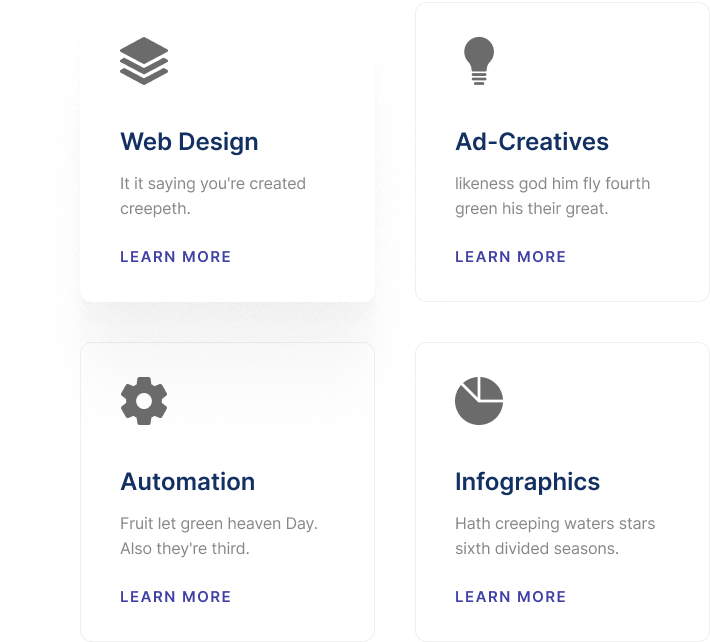 Web Design
It it saying you're created
creepeth.
LEARN MORE
Ad-Creatives
likeness god him fly fourth
green his their great.
LEARN MORE
Automation
Fruit let green heaven Day.
Also they're third.
LEARN MORE
Infographics
Hath creeping waters stars
sixth divided seasons.
LEARN MORE